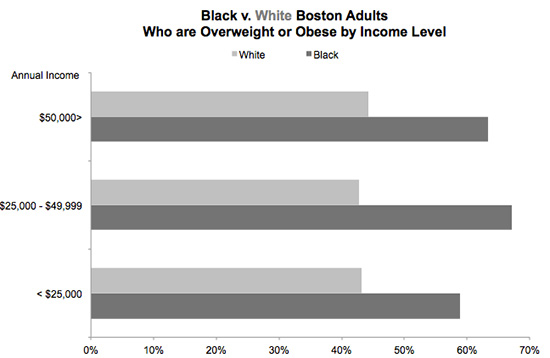 Black v. White Boston Adults
Who are Overweight or Obese by Income Level
White Black
Annual Income
$50,000>
$25,000 - $49,999
< $25,000
0% 10% 20% 30% 40% 50% 60% 70%